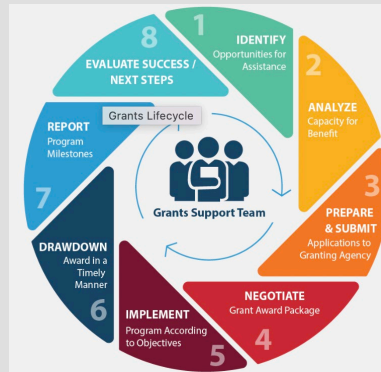 1
IDENTIFY
Opportunities for
Assistance
2
ANALYZE
Capacity for
Benefit
3
PREPARE
& SUBMIT
Applications to
Granting Agency
NEGOTIATE
Grant Award Package
4
IMPLEMENT
Program According
to Objectives
5
DRAWDOWN
Award in a
Timely
Manner
6
REPORT
Program
Milestones
7
8
EVALUATE SUCCESS /
NEXT STEPS
Grants Lifecycle
Grants Support Team